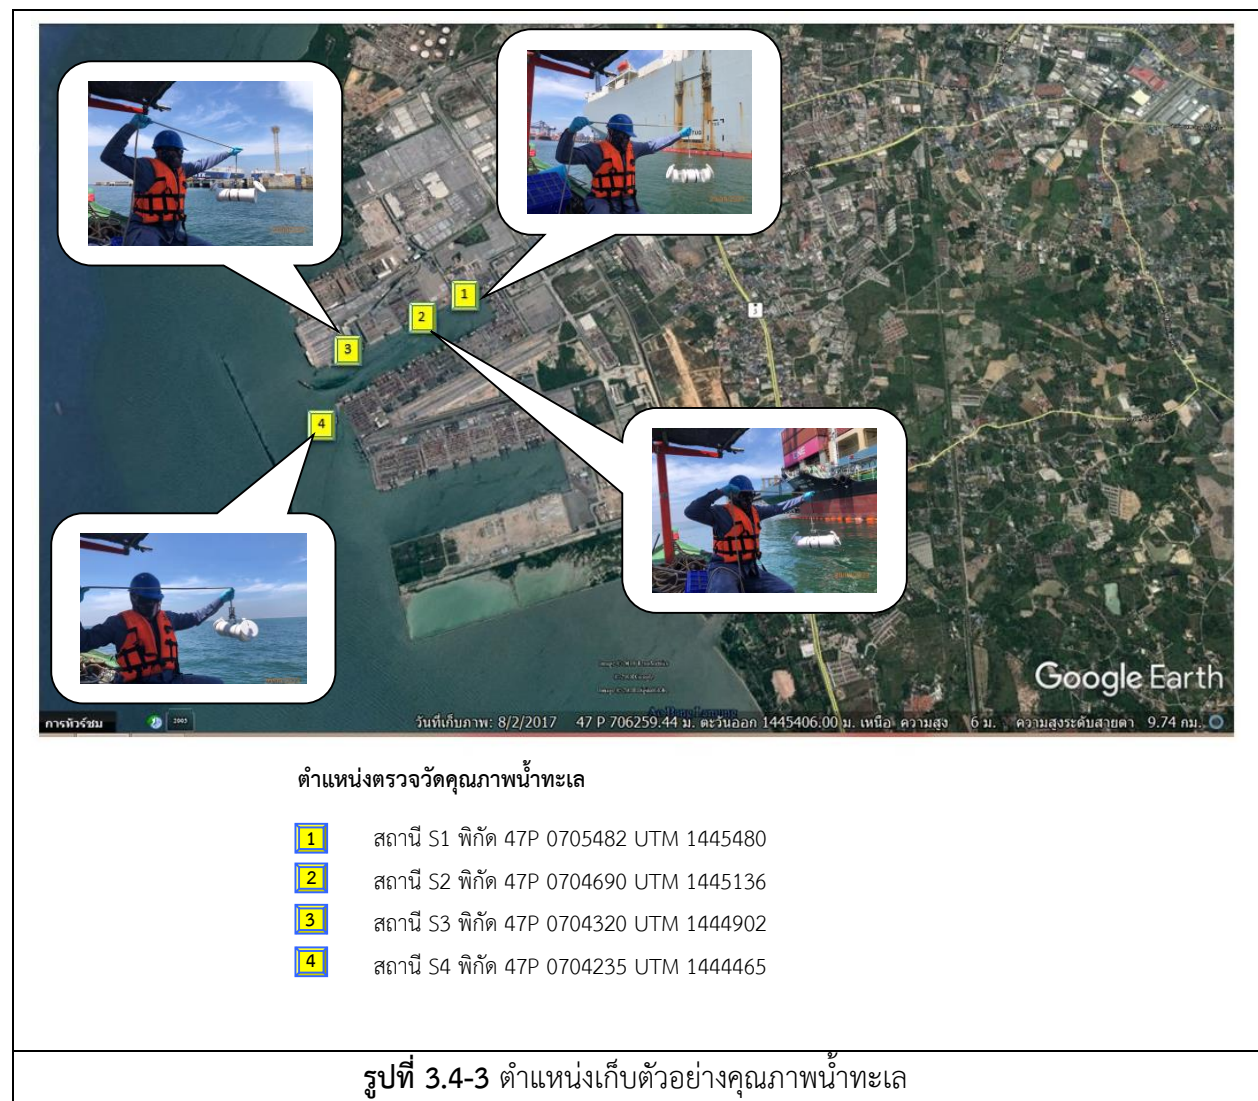 1
2
3
4
3
Google Earth
การทัวร์ชม
2005
วันที่เก็บภาพ: 8/2/2017 47 P 706259.44 ม. ตะวันออก 1445406.00 ม. เหนือ ความสูง 6 ม. ความสูงระดับสายตา 9.74 กม.
ตำแหน่งตรวจวัดคุณภาพน้ำทะเล
1 สถานี S1 พิกัด 47P 0705482 UTM 1445480
2 สถานี S2 พิกัด 47P 0704690 UTM 1445136
3 สถานี S3 พิกัด 47P 0704320 UTM 1444902
4 สถานี S4 พิกัด 47P 0704235 UTM 1444465
รูปที่ 3.4-3 ตำแหน่งเก็บตัวอย่างคุณภาพน้ำทะเล